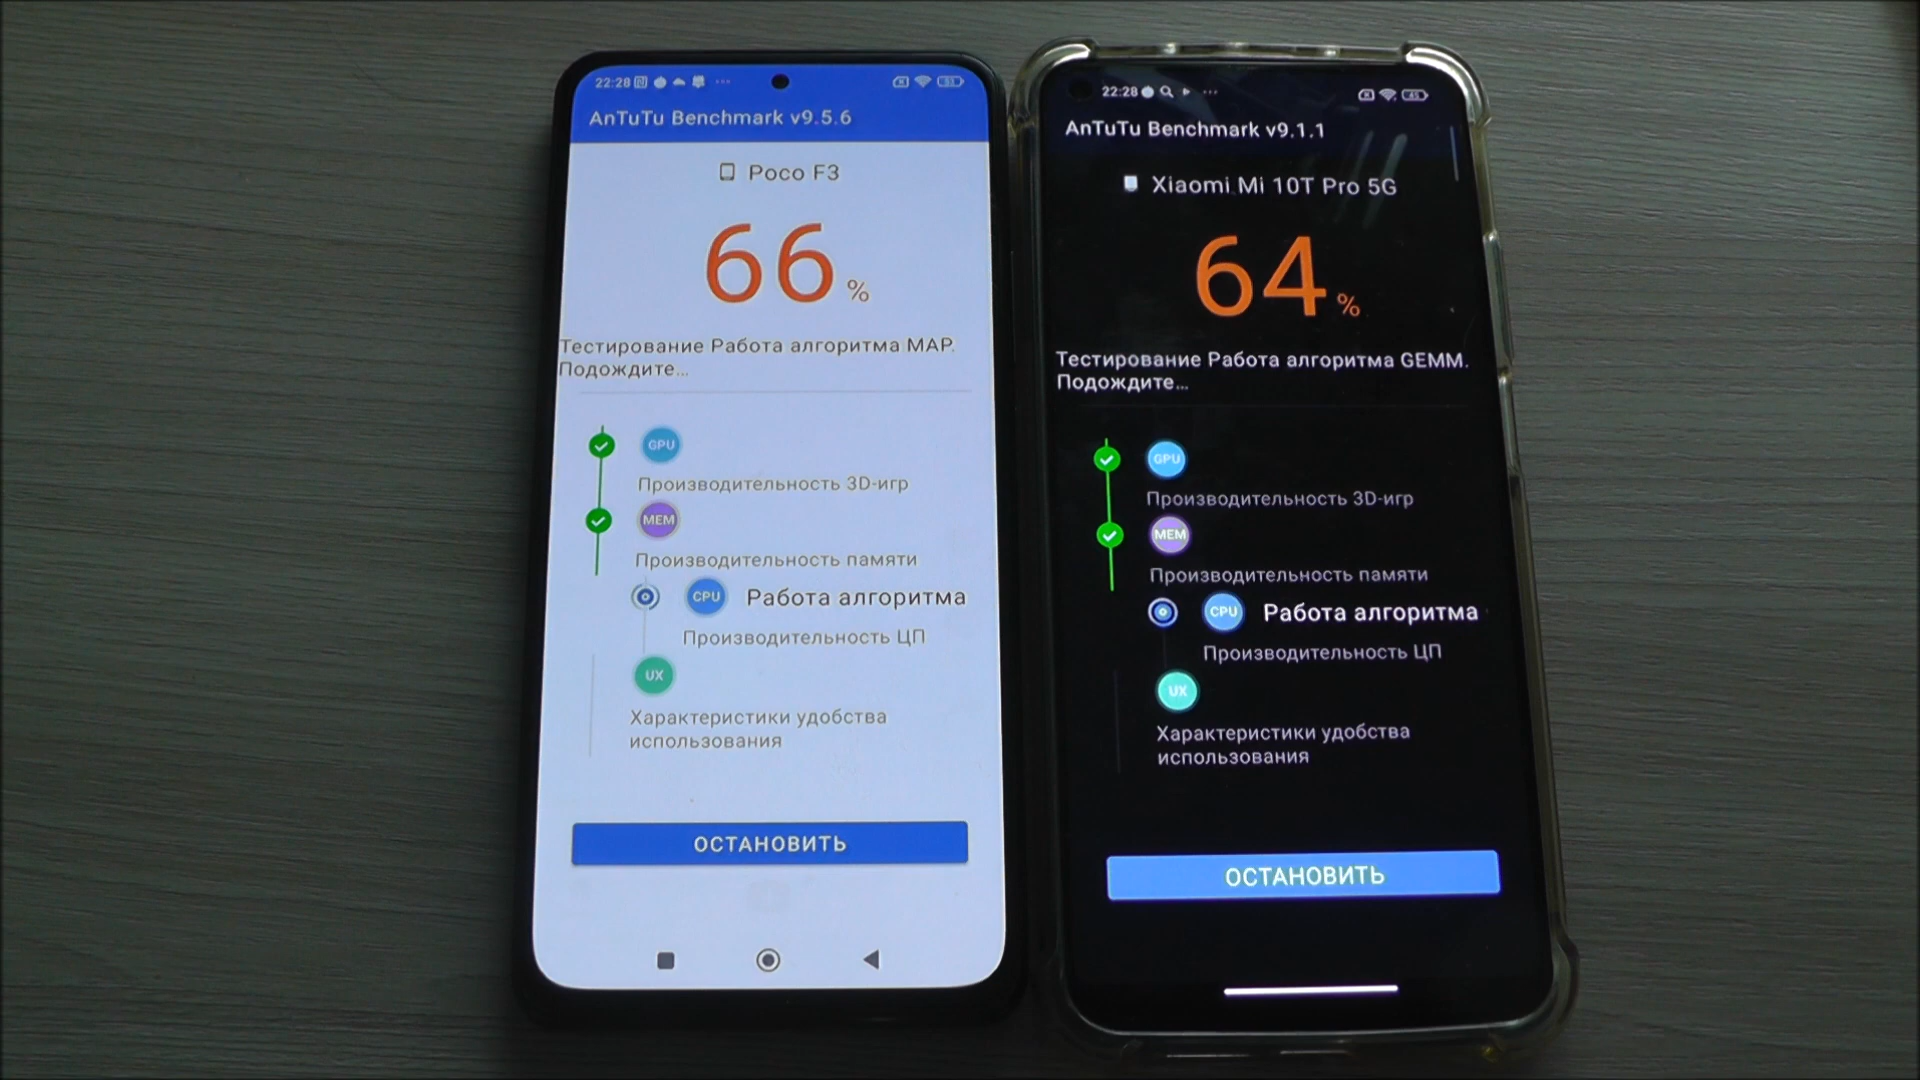 22:28
AnTuTu Benchmark v9.5.6
Poco F3
66 %
Тестирование Работа алгоритма MAP.
Подождите...
GPU
Производительность 3D-игр
MEM
Производительность памяти
CPU Работа алгоритма
Производительность ЦП
UX
Характеристики удобства
использования
ОСТАНОВИТЬ
22:28
AnTuTu Benchmark v9.1.1
Xiaomi Mi 10T Pro 5G
64 %
Тестирование Работа алгоритма GEMM.
Подождите...
GPU
Производительность 3D-игр
MEM
Производительность памяти
CPU Работа алгоритма
Производительность ЦП
UX
Характеристики удобства
использования
ОСТАНОВИТЬ